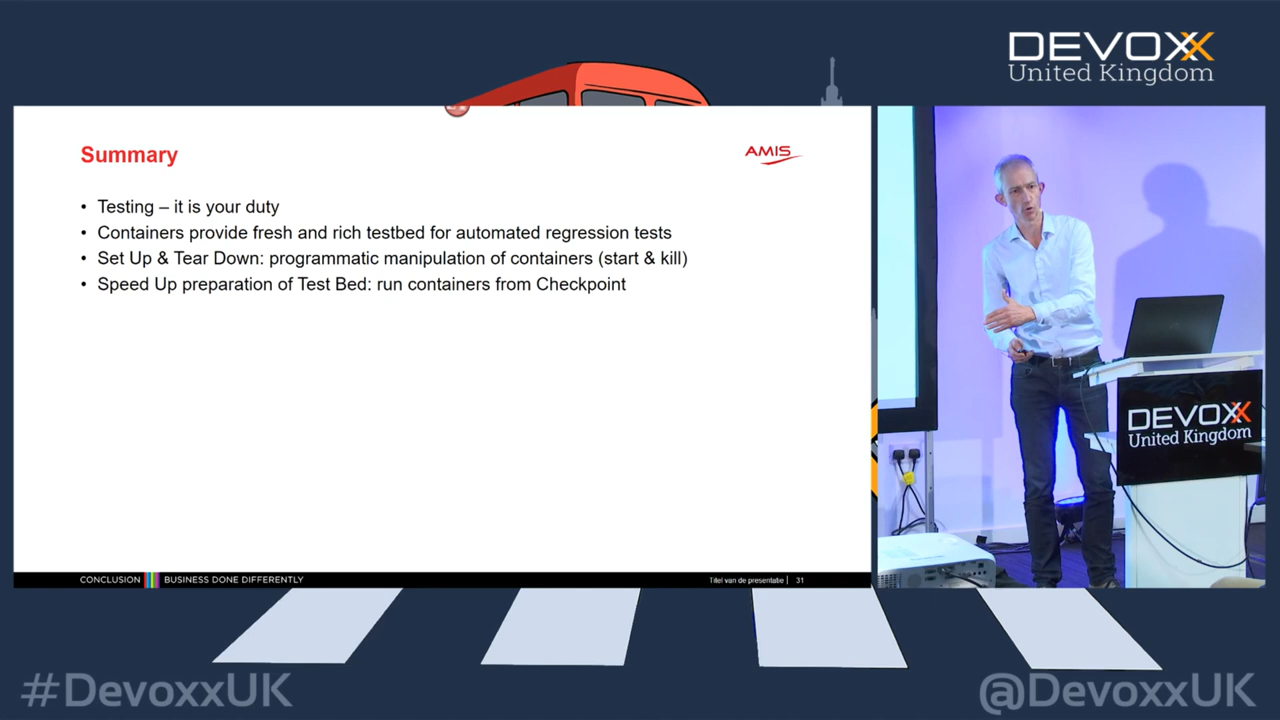 DEVOXX
United Kingdom
Summary
AMIS
• Testing – it is your duty
• Containers provide fresh and rich testbed for automated regression tests
• Set Up & Tear Down: programmatic manipulation of containers (start & kill)
• Speed Up preparation of Test Bed: run containers from Checkpoint
DEVOXX
United Kingdom
CONCLUSION BUSINESS DONE DIFFERENTLY
Titel van de presentatie | 31
#DevoxxUK
@DevoxxUK